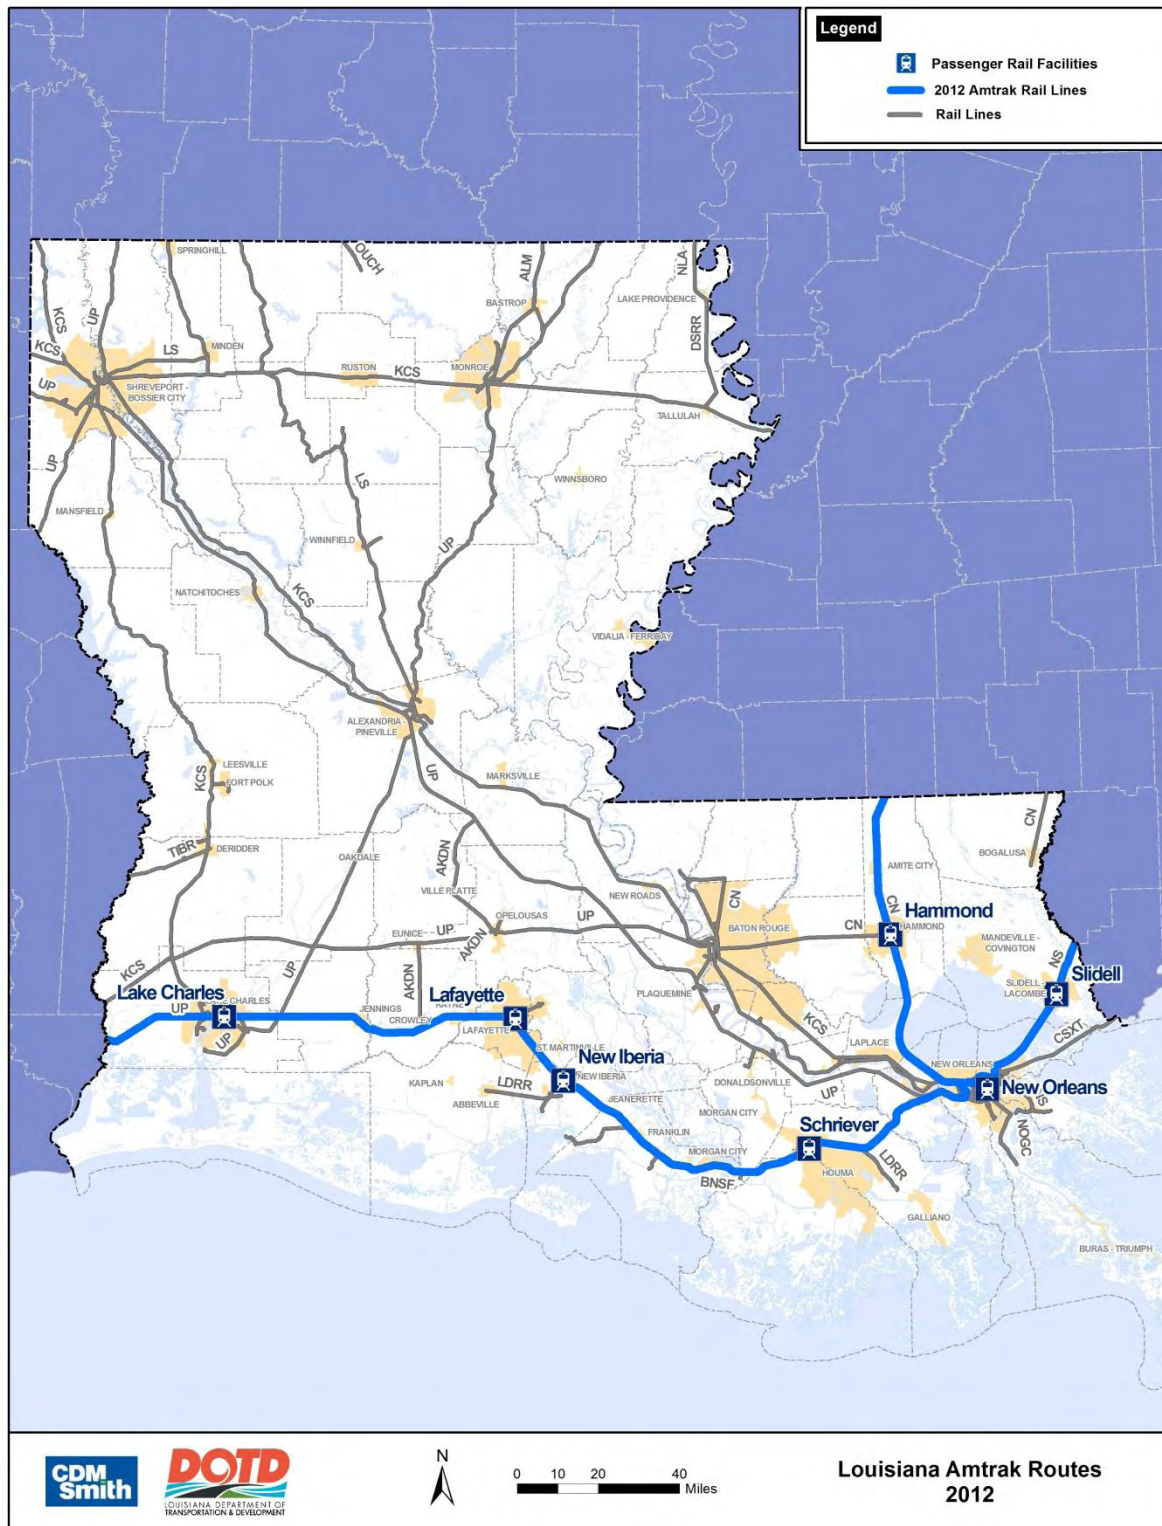 Legend
Passenger Rail Facilities
2012 Amtrak Rail Lines
Rail Lines
SPRINGHILL
OUCH
ALM
NLA
KCS
UP
BASTROP
LAKE PROVIDENCE
DSRR
KCS
LS
MINDEN
RUSTON
KCS
MONROE
UP
SHREVEPORT -
BOSSIER CITY
TALLULAH
UP
LS
WINNSBORO
MANSFIELD
WINNFIELD
UP
NATCHITOCHES
KCS
VIDALIA - FERRIDAY
ALEXANDRIA -
PINEVILLE
KCS
LEESVILLE
FORT POLK
UP
MARKSVILLE
TIBR
DERIDDER
OAKDALE
AKDN
VILLE PLATTE
NEW ROADS
CN
AMITE CITY
CN
CN
BOGALUSA
OPELOUSAS
UP
EUNICE
UP
AKDN
BATON ROUGE
CN
Hammond
HAMMOND
MANDEVILLE -
COVINGTON
NS
Slidell
SLIDELL -
LACOMBE
KCS
UP
AKDN
PLAQUEMINE
Lake Charles
LAKE CHARLES
UP
UP
JENNINGS
CROWLEY
RAYNE
Lafayette
LAFAYETTE
ST. MARTINVILLE
KCS
LAPLACE
CSXT
NEW ORLEANS
New Orleans
New Iberia
NEW IBERIA
KAPLAN
LDRR
ABBEVILLE
JEANERETTE
DONALDSONVILLE
UP
MORGAN CITY
NOGC
FRANKLIN
Schriever
MORGAN CITY
BNSF
HOUMA
LDRR
GALLIANO
BURAS - TRIUMPH
CDM
Smith
DOTD
LOUISIANA DEPARTMENT OF
TRANSPORTATION & DEVELOPMENT
N
0 10 20 40
Miles
Louisiana Amtrak Routes
2012